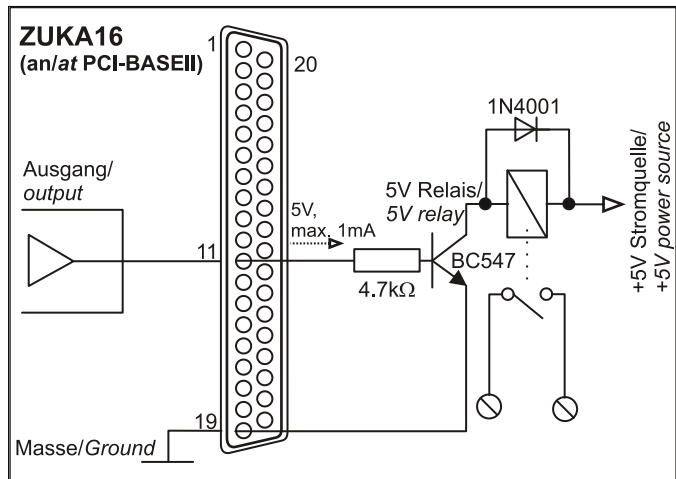 ZUKA16
(an/at PCI-BASEII)
1
20
1N4001
Ausgang/
output
5V Relais/
5V relay
5V,
max. 1mA
+5V Stromquelle/
+5V power source
11
BC547
4.7kΩ
19
Masse/Ground